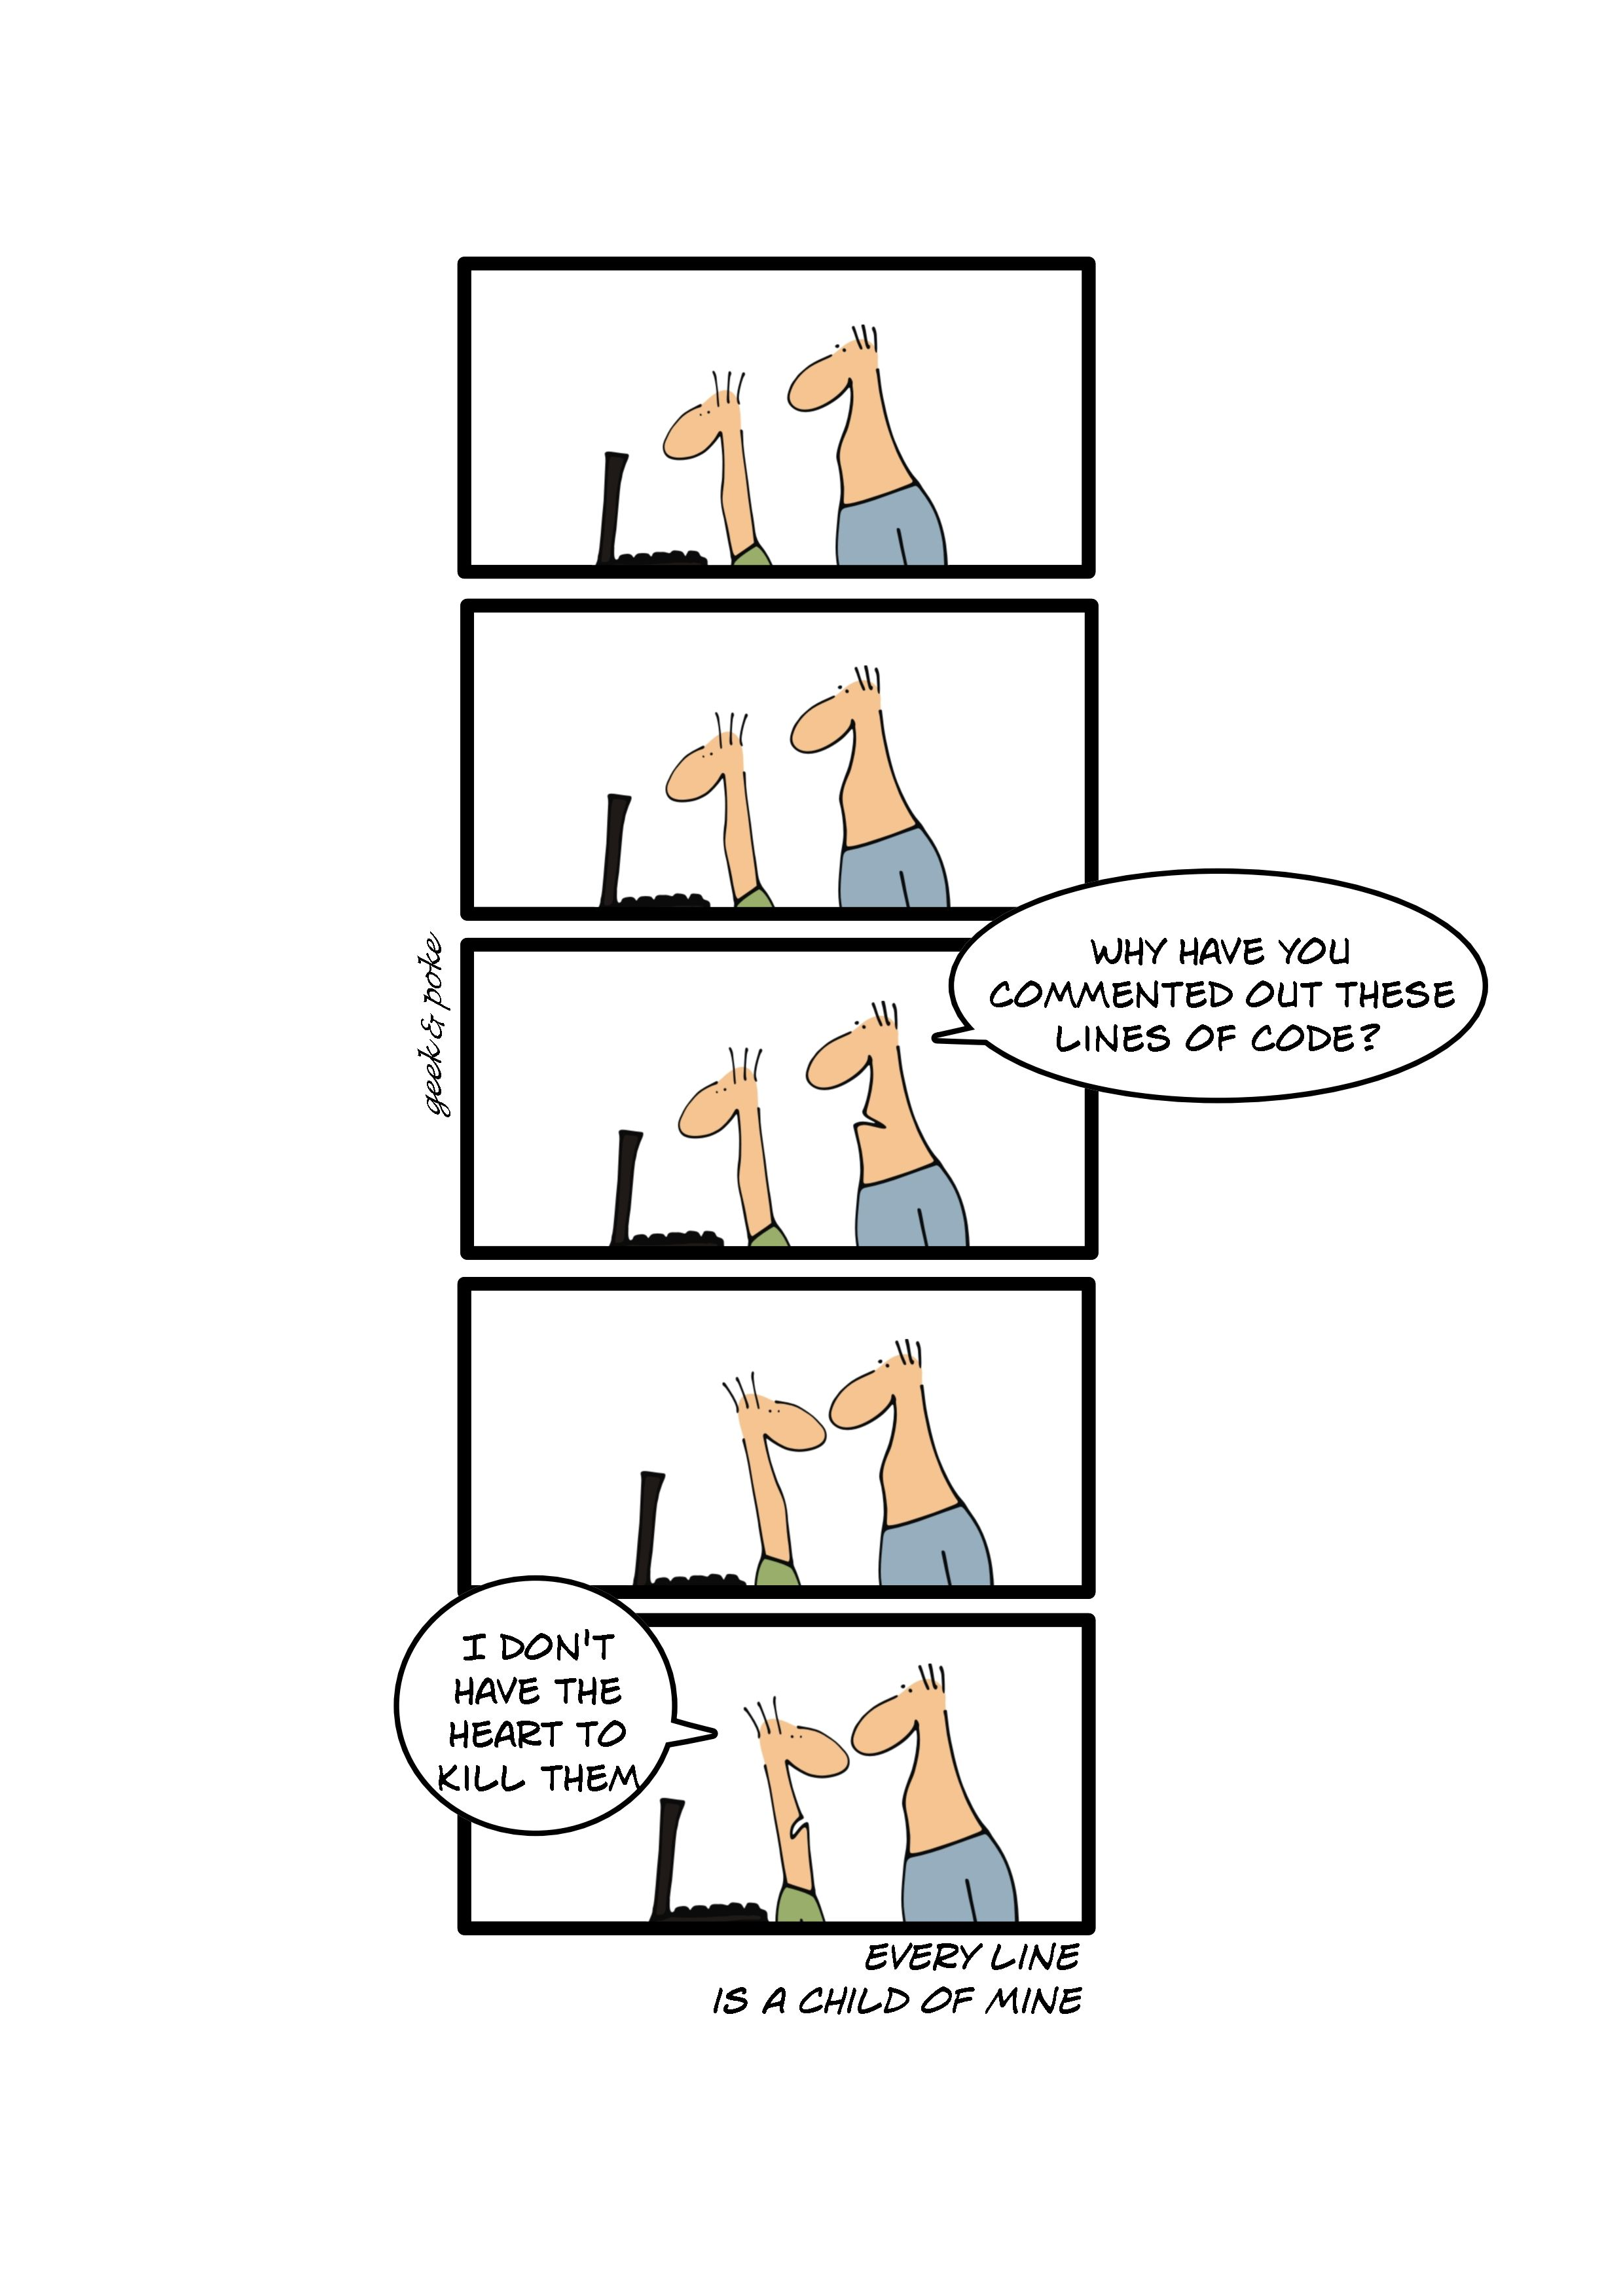 geek & poke
WHY HAVE YOU
COMMENTED OUT THESE
LINES OF CODE?
I DON'T
HAVE THE
HEART TO
KILL THEM
EVERY LINE
IS A CHILD OF MINE